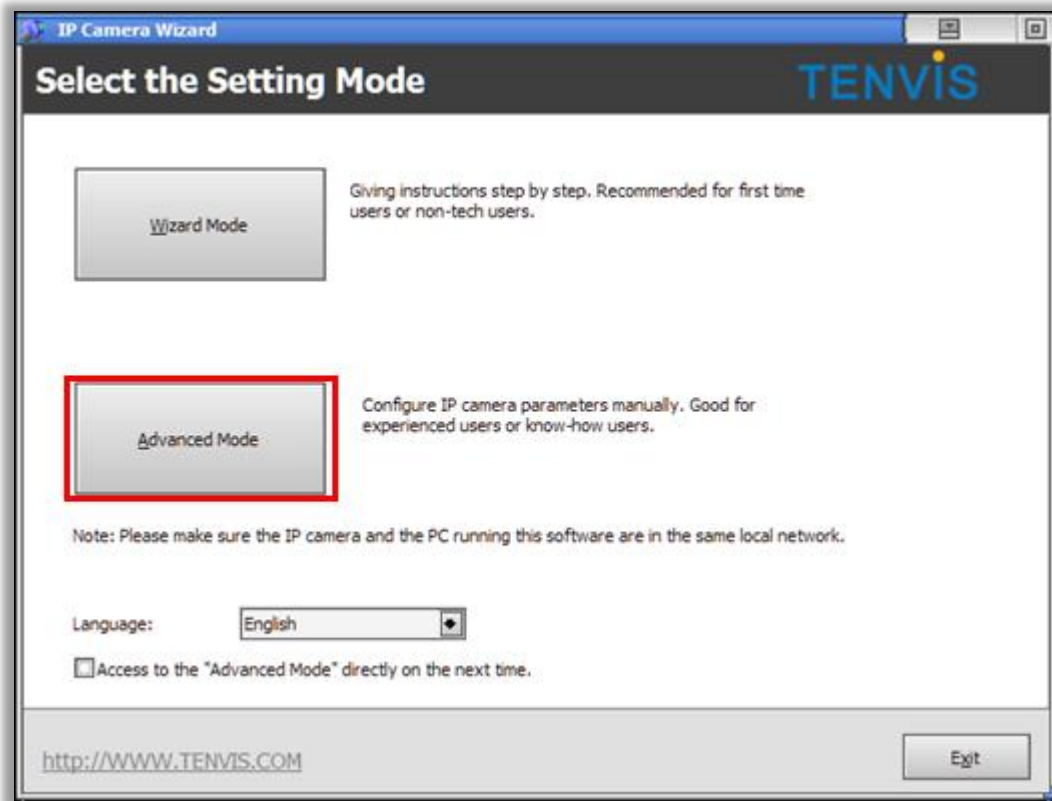 IP Camera Wizard
Select the Setting Mode
TENVIS
Wizard Mode
Giving instructions step by step. Recommended for first time
users or non-tech users.
Advanced Mode
Configure IP camera parameters manually. Good for
experienced users or know-how users.
Note: Please make sure the IP camera and the PC running this software are in the same local network.
Language:
English
Access to the "Advanced Mode" directly on the next time.
http://WWW.TENVIS.COM
Exit